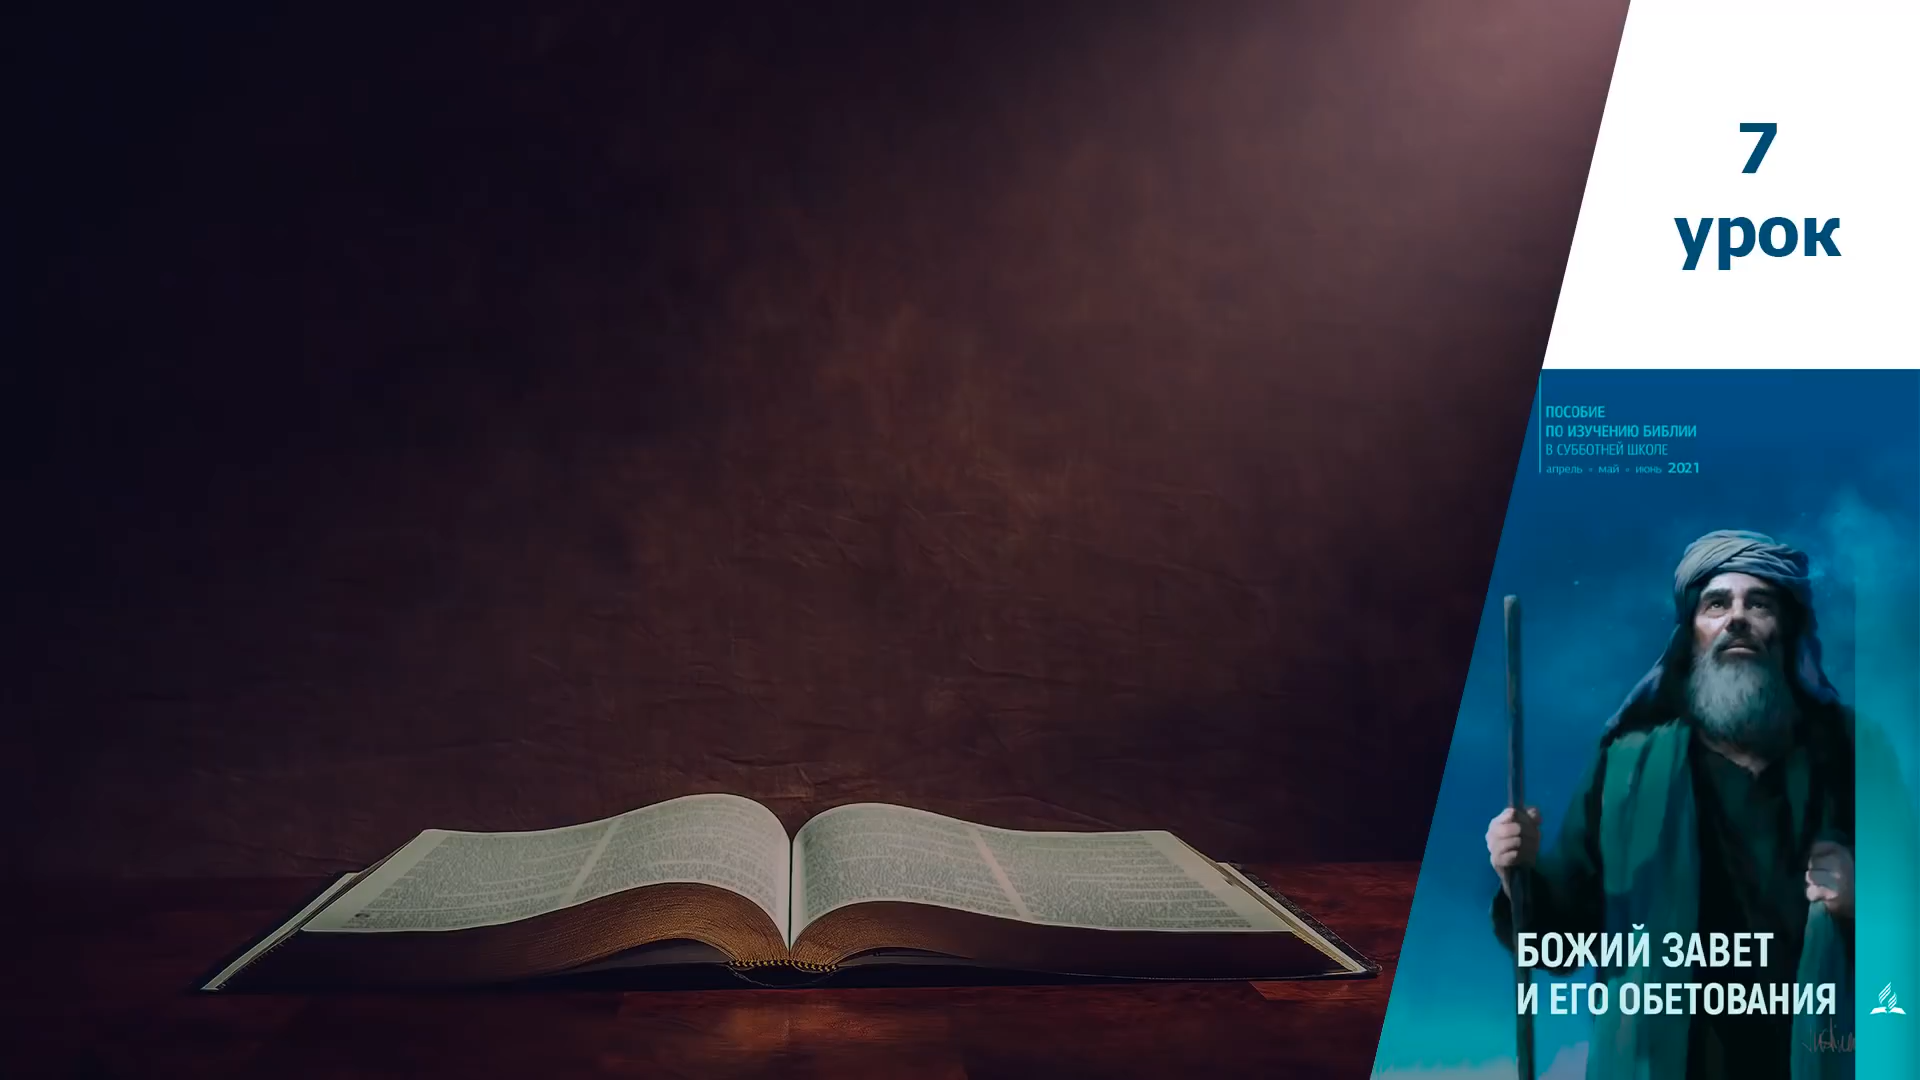 7
урок
ПОСОБИЕ
ПО ИЗУЧЕНИЮ БИБЛИИ
В СУББОТНЕЙ ШКОЛЕ
апрель • май • июнь 2021
БОЖИЙ ЗАВЕТ
И ЕГО ОБЕТОВАНИЯ